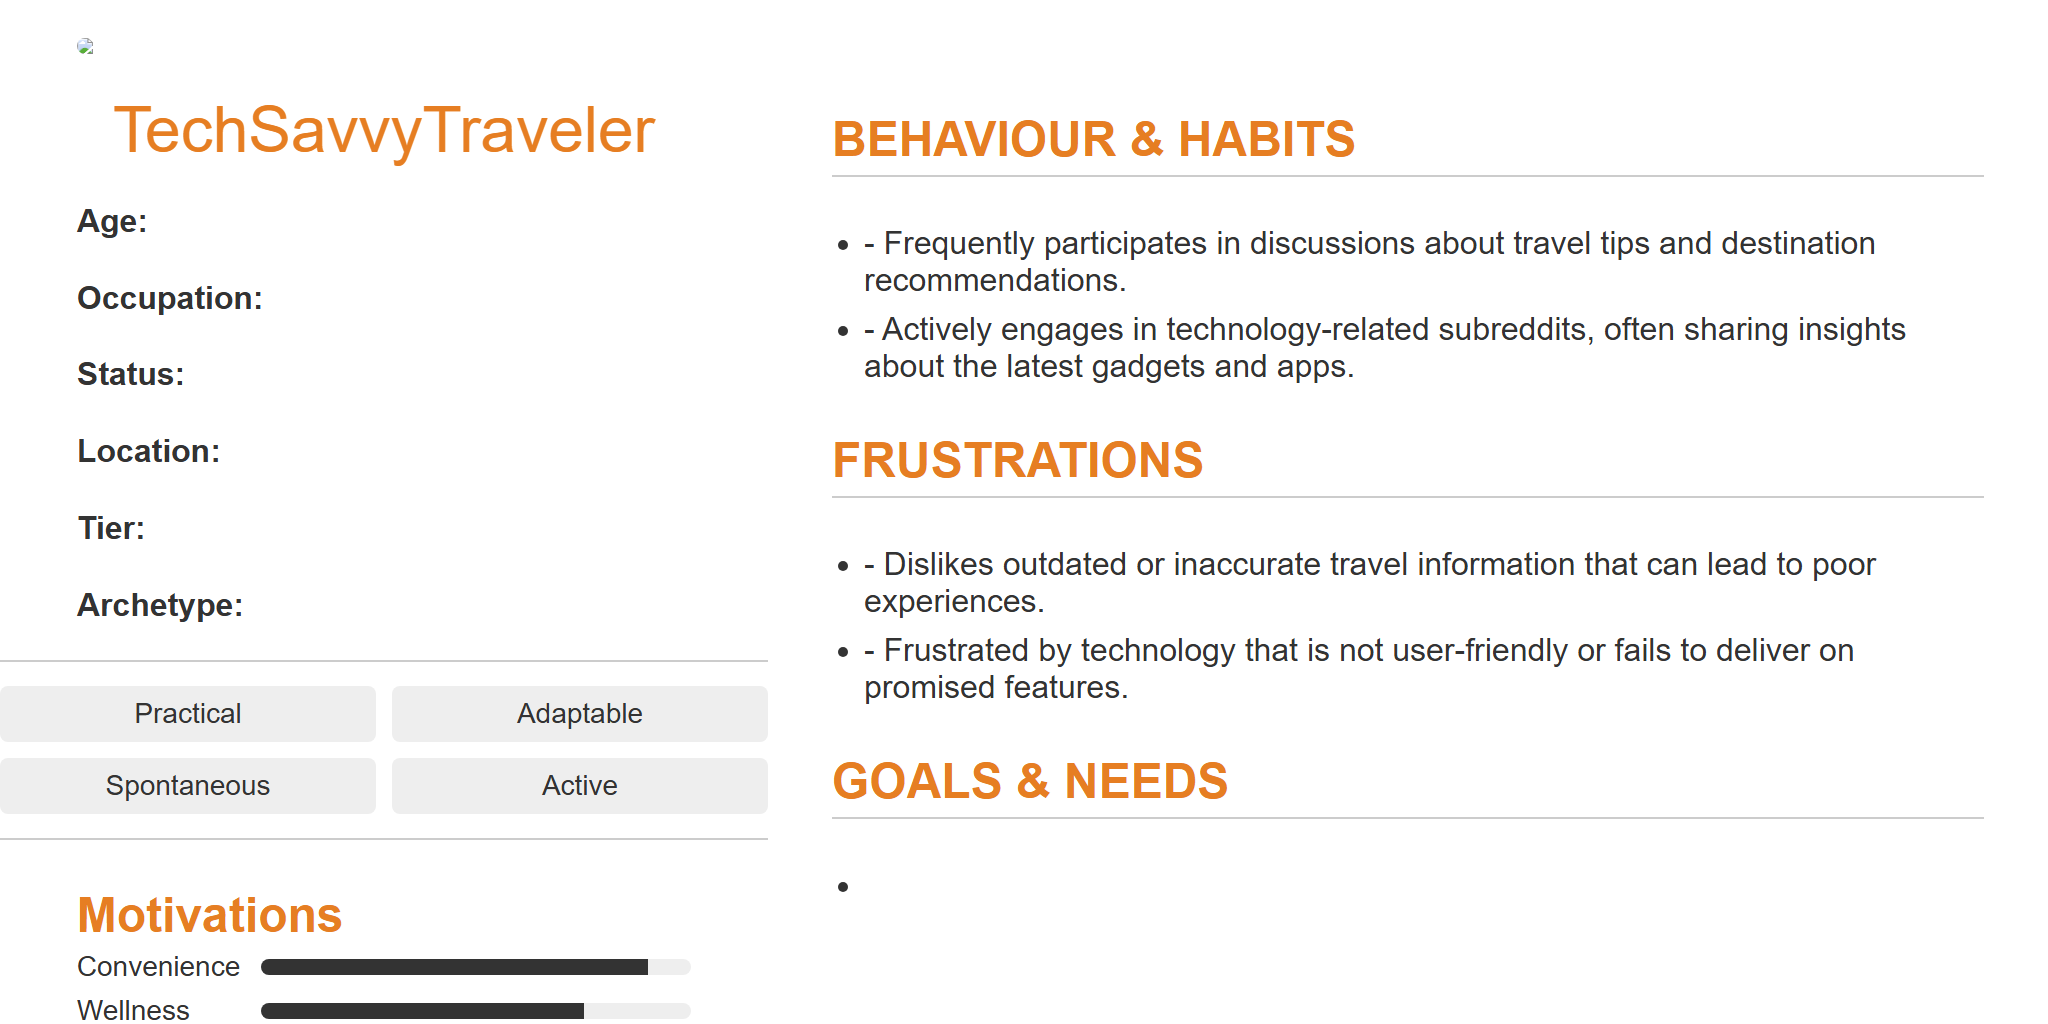 TechSavvyTraveler
Age:
Occupation:
Status:
Location:
Tier:
Archetype:
Practical
Adaptable
Spontaneous
Active
Motivations
Convenience
Wellness
BEHAVIOUR & HABITS
- Frequently participates in discussions about travel tips and destination
recommendations.
- Actively engages in technology-related subreddits, often sharing insights
about the latest gadgets and apps.
FRUSTRATIONS
- Dislikes outdated or inaccurate travel information that can lead to poor
experiences.
- Frustrated by technology that is not user-friendly or fails to deliver on
promised features.
GOALS & NEEDS